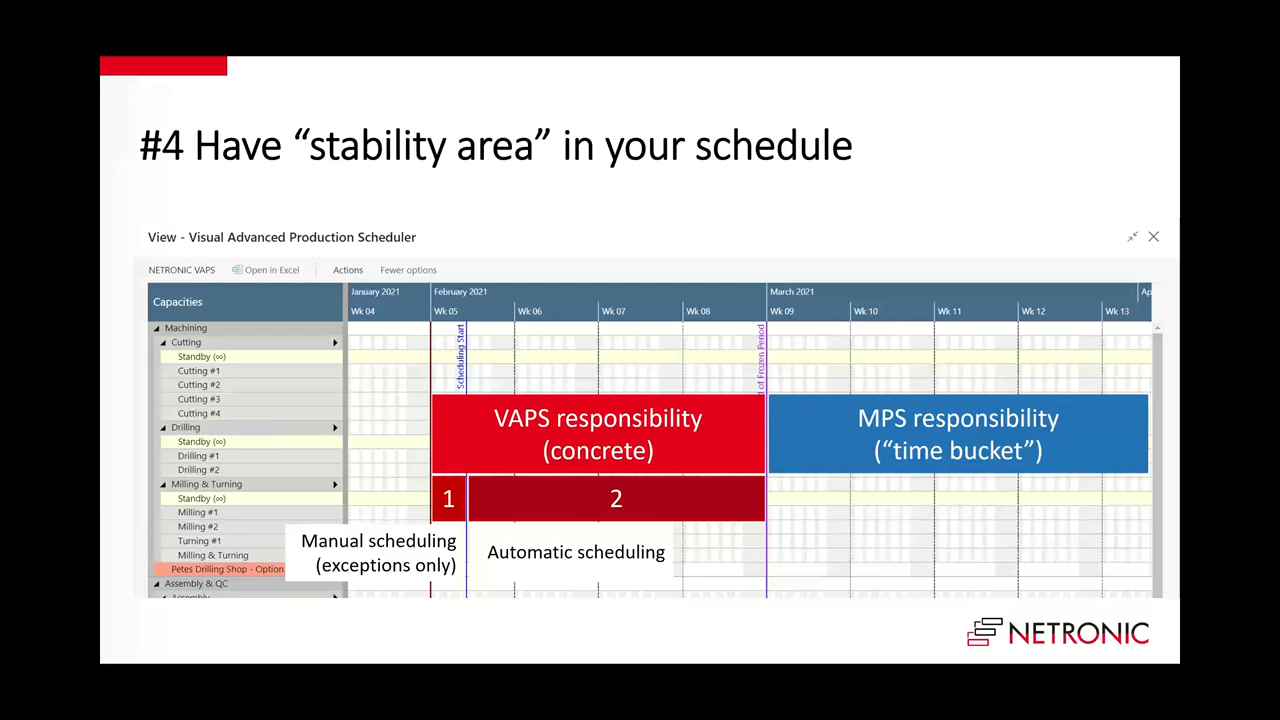 #4 Have “stability area” in your schedule
View - Visual Advanced Production Scheduler
NETRONIC VAPS
Open in Excel
Actions
Fewer options
Capacities
January 2021
February 2021
March 2021
Ap
Wk 04
Wk 05
Wk 06
Wk 07
Wk 08
Wk 09
Wk 10
Wk 11
Wk 12
Wk 13
Scheduling Start
d of Frozen Period
Machining
Cutting
Standby (∞)
Cutting #1
Cutting #2
Cutting #3
Cutting #4
Drilling
Standby (∞)
Drilling #1
Drilling #2
Milling & Turning
Standby (∞)
Milling #1
Milling #2
Turning #1
Milling & Turning
Petes Drilling Shop - Option
Assembly & QC
Assembly
VAPS responsibility
(concrete)
MPS responsibility
(“time bucket”)
1
2
Manual scheduling
(exceptions only)
Automatic scheduling
NETRONIC